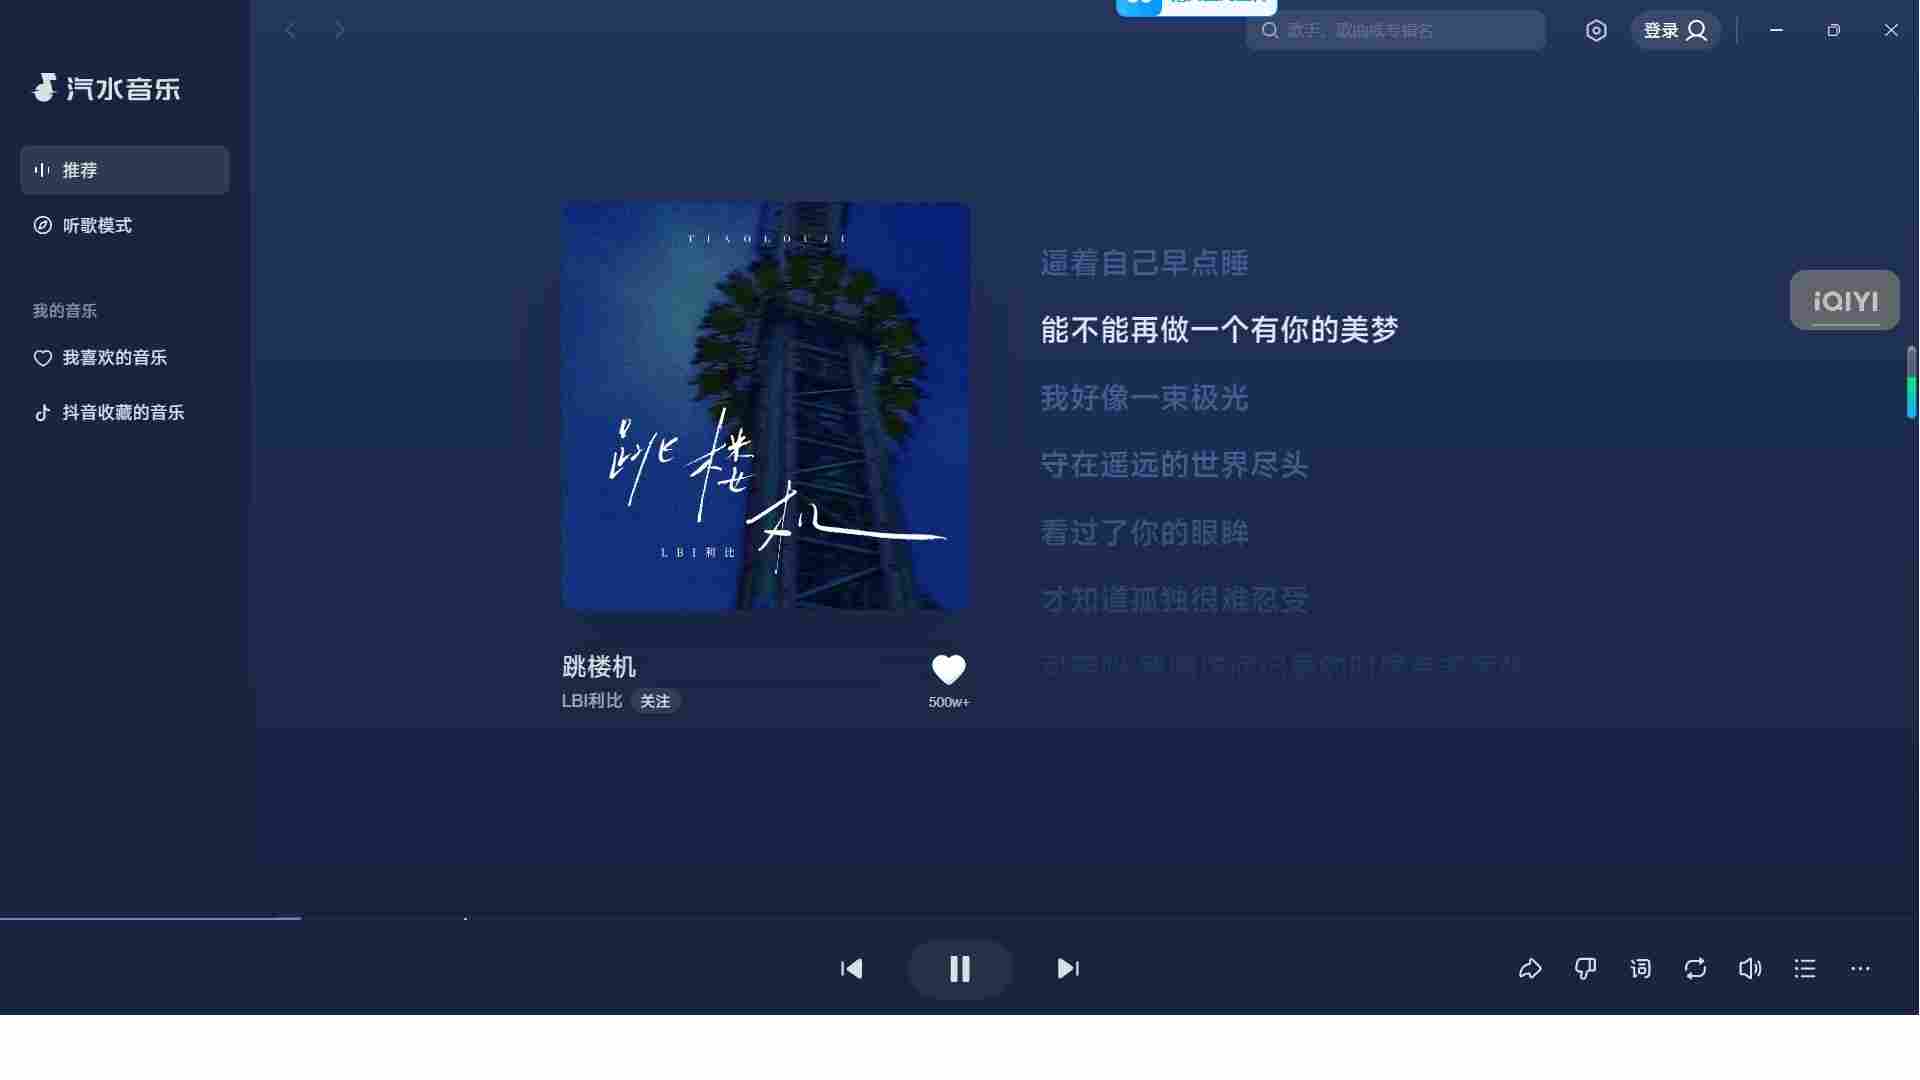 歌手、歌曲或专辑名
登录
汽水音乐
推荐
听歌模式
我的音乐
我喜欢的音乐
抖音收藏的音乐
TIAOLOUJI
跳楼机
LBI利比
跳楼机
LBI利比
关注
500w+
逼着自己早点睡
能不能再做一个有你的美梦
我好像一束极光
守在遥远的世界尽头
看过了你的眼眸
才知道孤独很难忍受
iQIYI
词